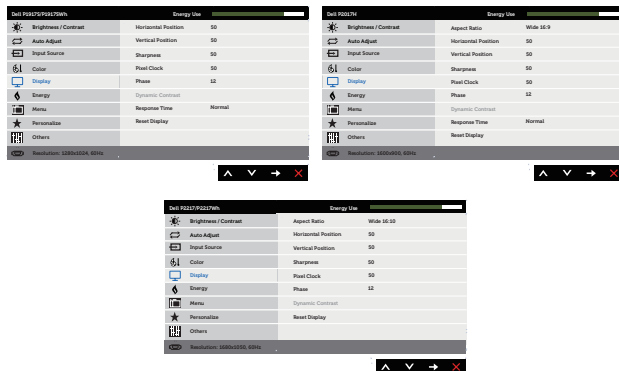 Dell P1917S/P1917SWh Energy Use
Brightness / Contrast Horizontal Position 50
Auto Adjust Vertical Position 50
Input Source Sharpness 50
Color Pixel Clock 50
Display Phase 12
Energy Dynamic Contrast
Menu Response Time Normal
Personalize Reset Display
Others
Resolution: 1280x1024, 60Hz
Dell P2017H Energy Use
Brightness / Contrast Aspect Ratio Wide 16:9
Auto Adjust Horizontal Position 50
Input Source Vertical Position 50
Color Sharpness 50
Display Pixel Clock 50
Energy Phase 12
Menu Dynamic Contrast
Personalize Response Time Normal
Others Reset Display
Resolution: 1600x900, 60Hz
Dell P2217/P2217Wh Energy Use
Brightness / Contrast Aspect Ratio Wide 16:10
Auto Adjust Horizontal Position 50
Input Source Vertical Position 50
Color Sharpness 50
Display Pixel Clock 50
Energy Phase 12
Menu Dynamic Contrast
Personalize Reset Display
Others
Resolution: 1680x1050, 60Hz